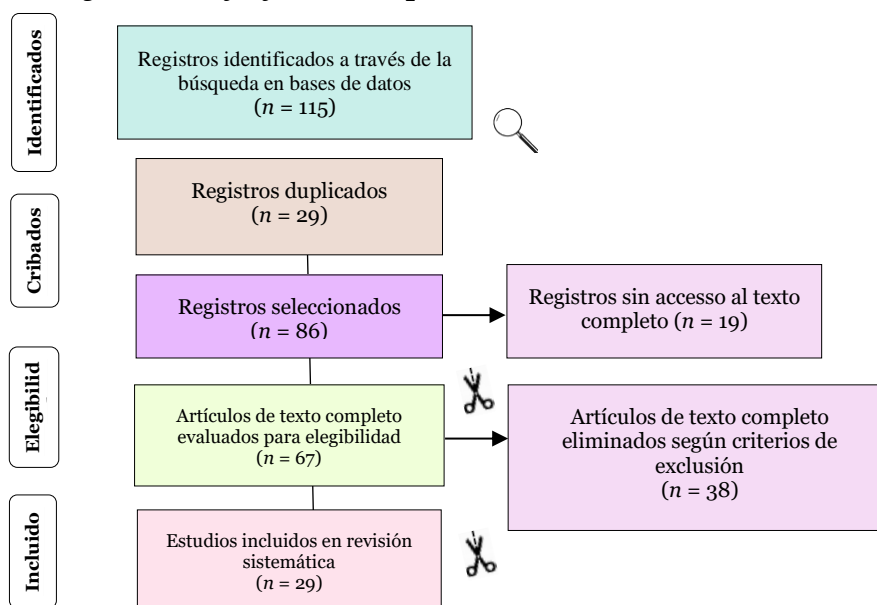 Identificados
Registros identificados a través de la
búsqueda en bases de datos
(n = 115)
Cribados
Registros duplicados
(n = 29)
Registros seleccionados
(n = 86)
Registros sin acceso al texto
completo (n = 19)
Elegibilid
Artículos de texto completo
evaluados para elegibilidad
(n = 67)
Artículos de texto completo
eliminados según criterios de
exclusión
(n = 38)
Incluido
Estudios incluidos en revisión
sistemática
(n = 29)